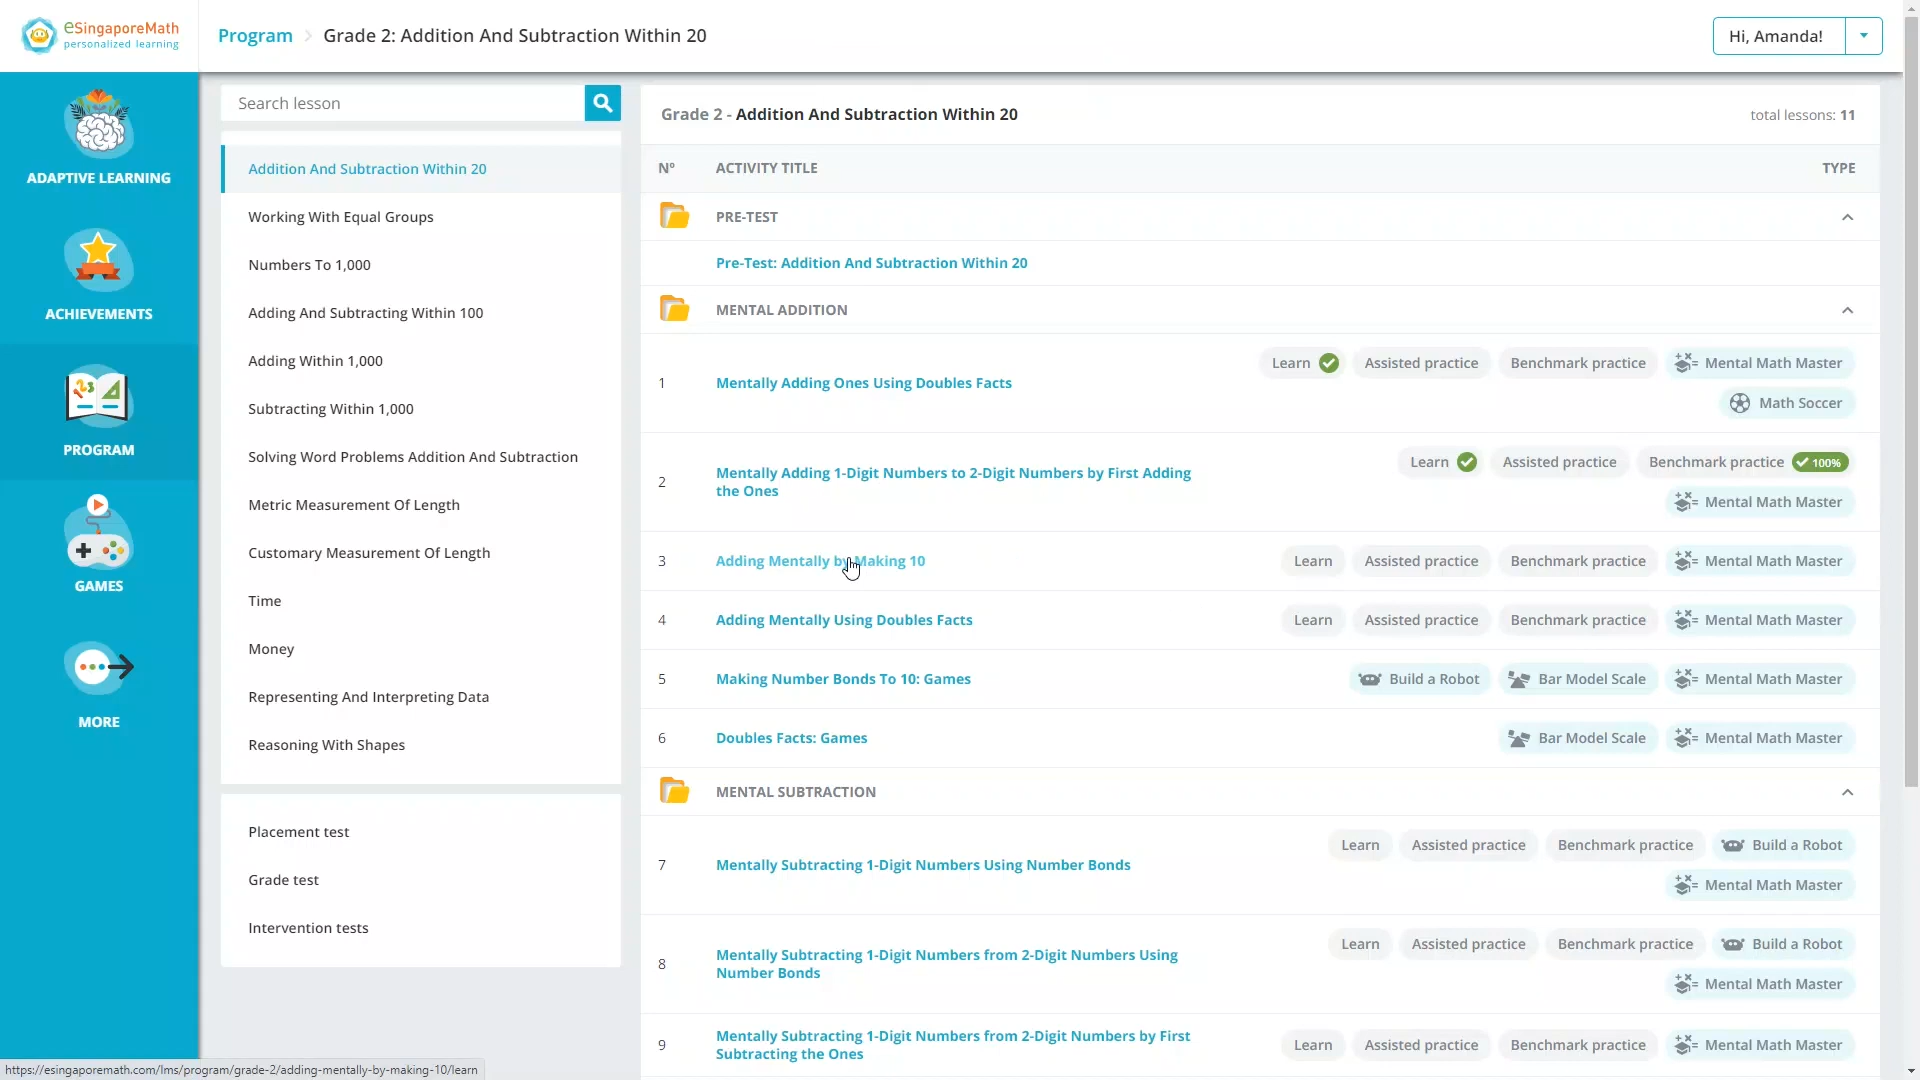 eSingaporeMath
personalized learning
Program > Grade 2: Addition And Subtraction Within 20
Hi, Amanda!
ADAPTIVE LEARNING
ACHIEVEMENTS
PROGRAM
GAMES
MORE
Search lesson
Addition And Subtraction Within 20
Working With Equal Groups
Numbers To 1,000
Adding And Subtracting Within 100
Adding Within 1,000
Subtracting Within 1,000
Solving Word Problems Addition And Subtraction
Metric Measurement Of Length
Customary Measurement Of Length
Time
Money
Representing And Interpreting Data
Reasoning With Shapes
Placement test
Grade test
Intervention tests
Grade 2 - Addition And Subtraction Within 20
total lessons: 11
N° ACTIVITY TITLE TYPE
PRE-TEST
Pre-Test: Addition And Subtraction Within 20
MENTAL ADDITION
1 Mentally Adding Ones Using Doubles Facts
Learn Assisted practice Benchmark practice Mental Math Master
Math Soccer
2 Mentally Adding 1-Digit Numbers to 2-Digit Numbers by First Adding
the Ones
Learn Assisted practice Benchmark practice 100%
Mental Math Master
3 Adding Mentally by Making 10 Learn Assisted practice Benchmark practice Mental Math Master
4 Adding Mentally Using Doubles Facts Learn Assisted practice Benchmark practice Mental Math Master
5 Making Number Bonds To 10: Games Build a Robot Bar Model Scale Mental Math Master
6 Doubles Facts: Games Bar Model Scale Mental Math Master
MENTAL SUBTRACTION
7 Mentally Subtracting 1-Digit Numbers Using Number Bonds
Learn Assisted practice Benchmark practice Build a Robot
Mental Math Master
8 Mentally Subtracting 1-Digit Numbers from 2-Digit Numbers Using
Number Bonds
Learn Assisted practice Benchmark practice Build a Robot
Mental Math Master
9 Mentally Subtracting 1-Digit Numbers from 2-Digit Numbers by First
Subtracting the Ones
Learn Assisted practice Benchmark practice Mental Math Master
https://esingaporemath.com/lms/program/grade-2/adding-mentally-by-making-10/learn